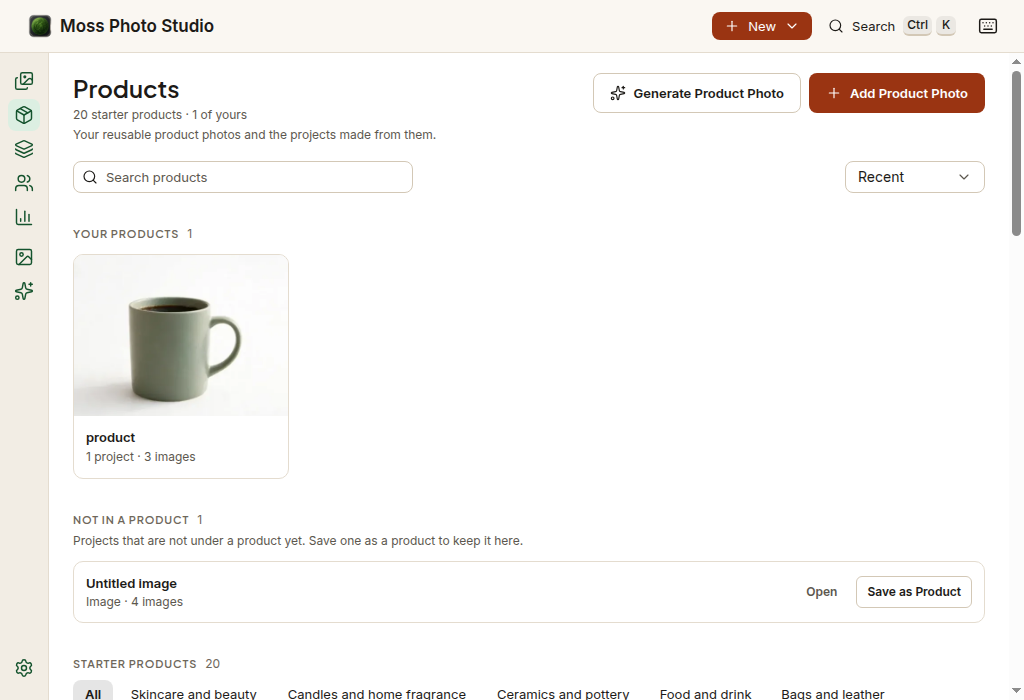 Moss Photo Studio
New
Search Ctrl K
Products
20 starter products · 1 of yours
Your reusable product photos and the projects made from them.
Generate Product Photo
Add Product Photo
Search products
Recent
YOUR PRODUCTS 1
product
1 project · 3 images
NOT IN A PRODUCT 1
Projects that are not under a product yet. Save one as a product to keep it here.
Untitled image
Image · 4 images
Open
Save as Product
STARTER PRODUCTS 20
All Skincare and beauty Candles and home fragrance Ceramics and pottery Food and drink Bags and leather